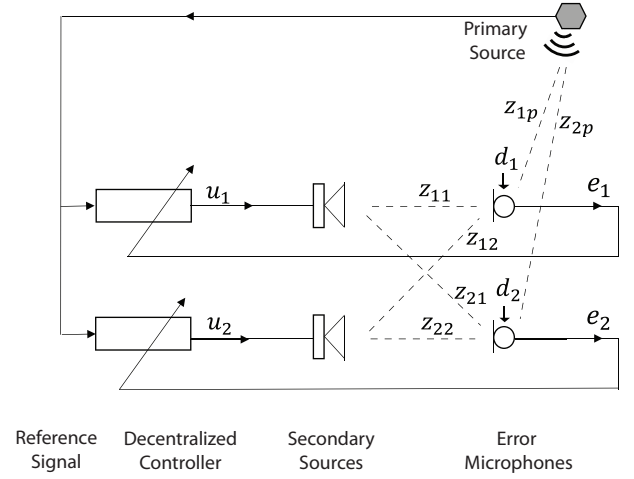 Primary
Source
z1p
z2p
d1
u1
z11
e1
z12
z21
d2
u2
z22
e2
Reference
Signal
Decentralized
Controller
Secondary
Sources
Error
Microphones